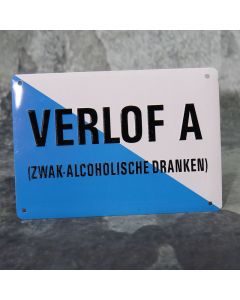 VERLOF A
(ZWAK-ALCOHOLISCHE DRANKEN)